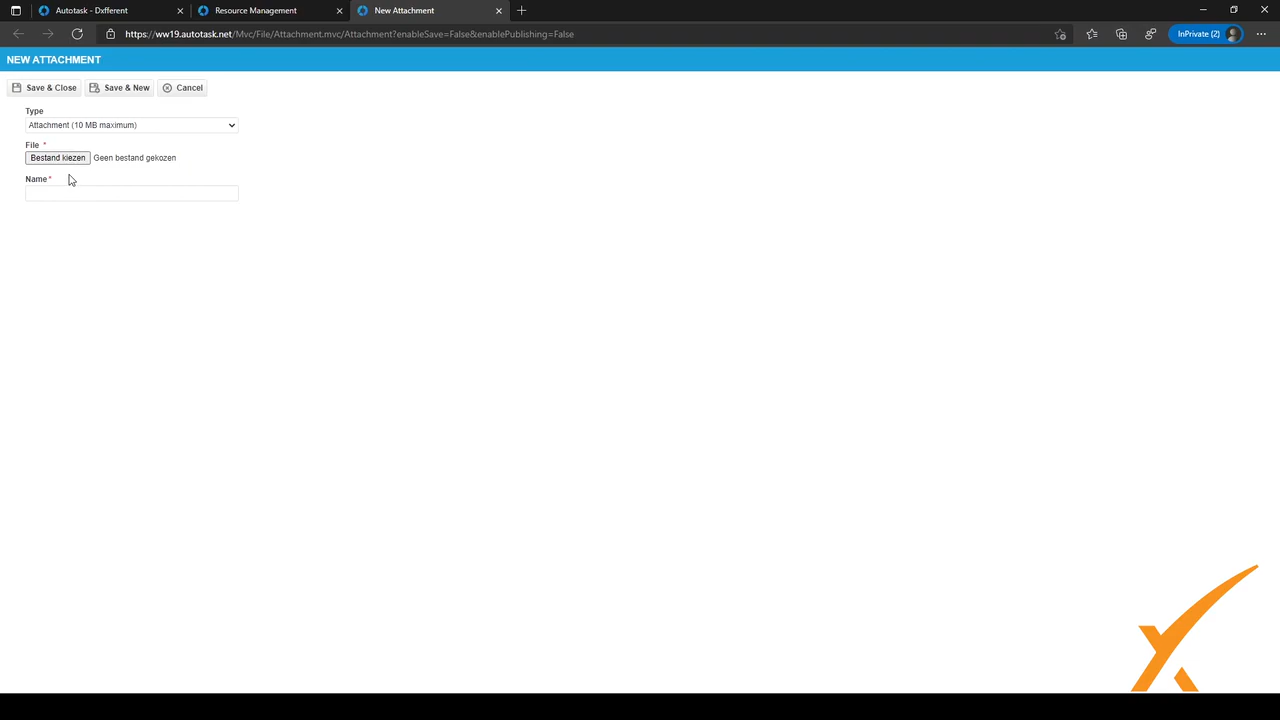 Autotask - Dxfferent
Resource Management
New Attachment
https://ww19.autotask.net/Mvc/File/Attachment.mvc/Attachment?enableSave=False&enablePublishing=False
InPrivate (2)
NEW ATTACHMENT
Save & Close
Save & New
Cancel
Type
Attachment (10 MB maximum)
File *
Bestand kiezen Geen bestand gekozen
Name*